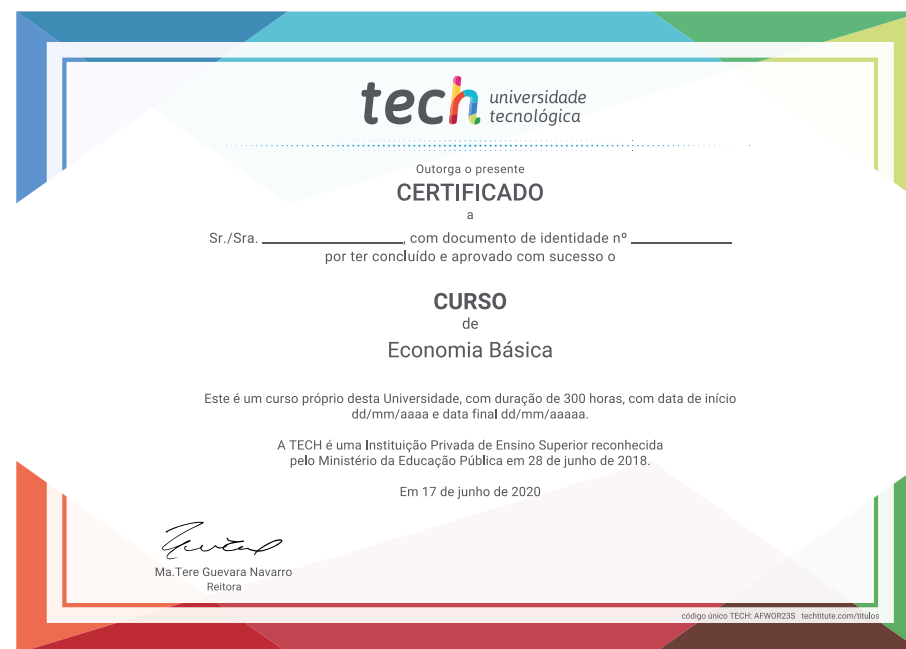 tech universidade
tecnológica
Outorga o presente
CERTIFICADO
a
Sr./Sra. ________________, com documento de identidade nº ____________
por ter concluído e aprovado com sucesso o
CURSO
de
Economia Básica
Este é um curso próprio desta Universidade, com duração de 300 horas, com data de início
dd/mm/aaaa e data final dd/mm/aaaaa.
A TECH é uma Instituição Privada de Ensino Superior reconhecida
pelo Ministério da Educação Pública em 28 de junho de 2018.
Em 17 de junho de 2020
Ma.Tere Guevara Navarro
Reitora
código único TECH: AFWOR23S techtitute.com/títulos